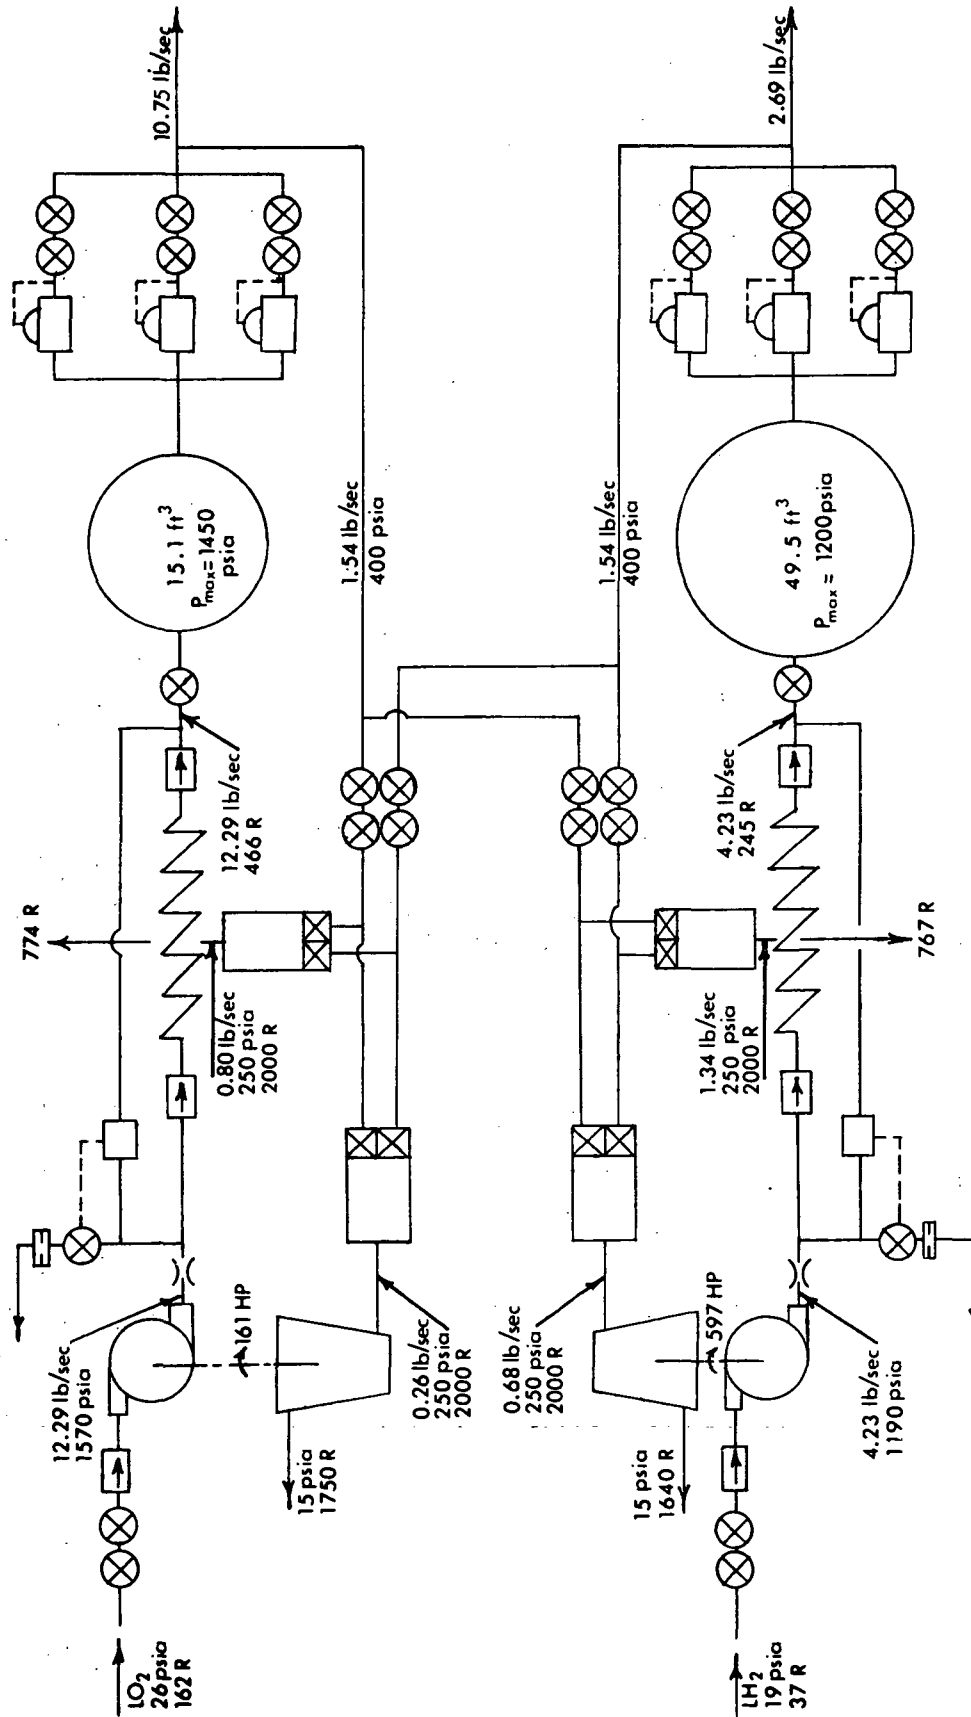 10.75 lb/sec
2.69 lb/sec
15.1 ft3
Pmax=1450
psia
49.5 ft3
Pmax= 1200psia
1.54 lb/sec
400 psia
1.54 lb/sec
400 psia
12.29 lb/sec
466 R
4.23 lb/sec
245 R
774 R
767 R
0.80 lb/sec
250 psia
2000 R
1.34 lb/sec
250 psia
2000 R
12.29 lb/sec
1570 psia
161 HP
0.26 lb/sec
250 psia
2000 R
0.68 lb/sec
250 psia
2000 R
597 HP
4.23 lb/sec
1190 psia
15 psia
1750 R
15 psia
1640 R
LO2
26psia
162 R
LH2
19 psia
37 R